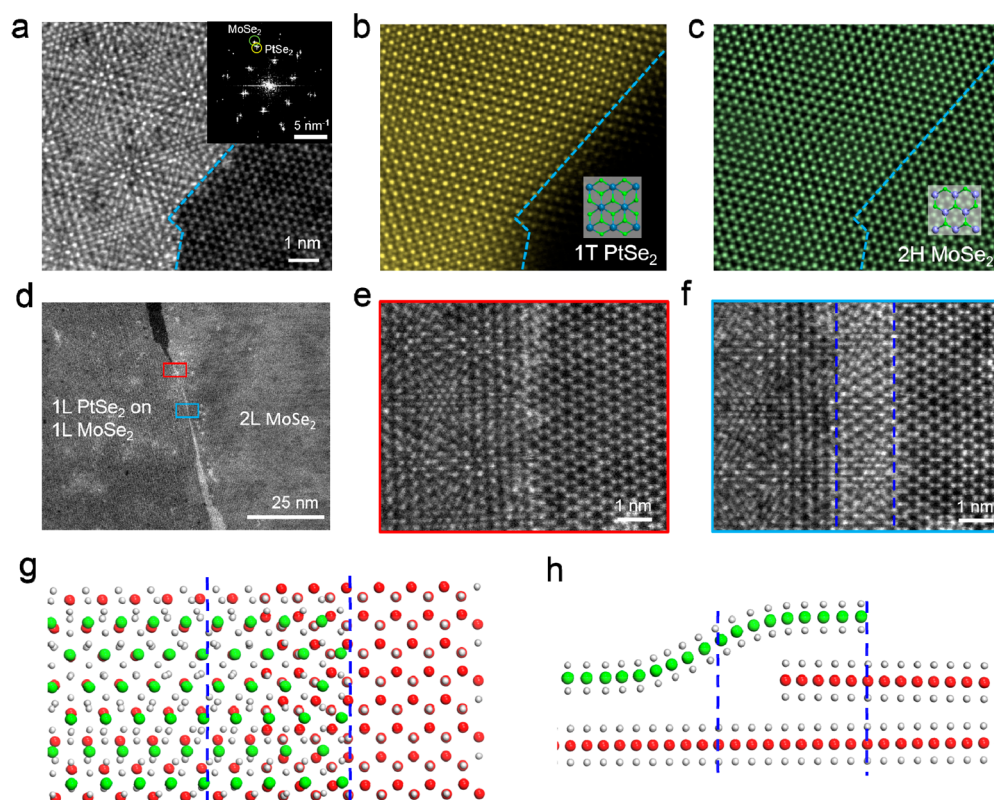 a
MoSe₂
PtSe₂
5 nm⁻¹
1 nm
b
1T PtSe₂
c
2H MoSe₂
d
1L PtSe₂ on
1L MoSe₂
2L MoSe₂
25 nm
e
1 nm
f
1 nm
g
h